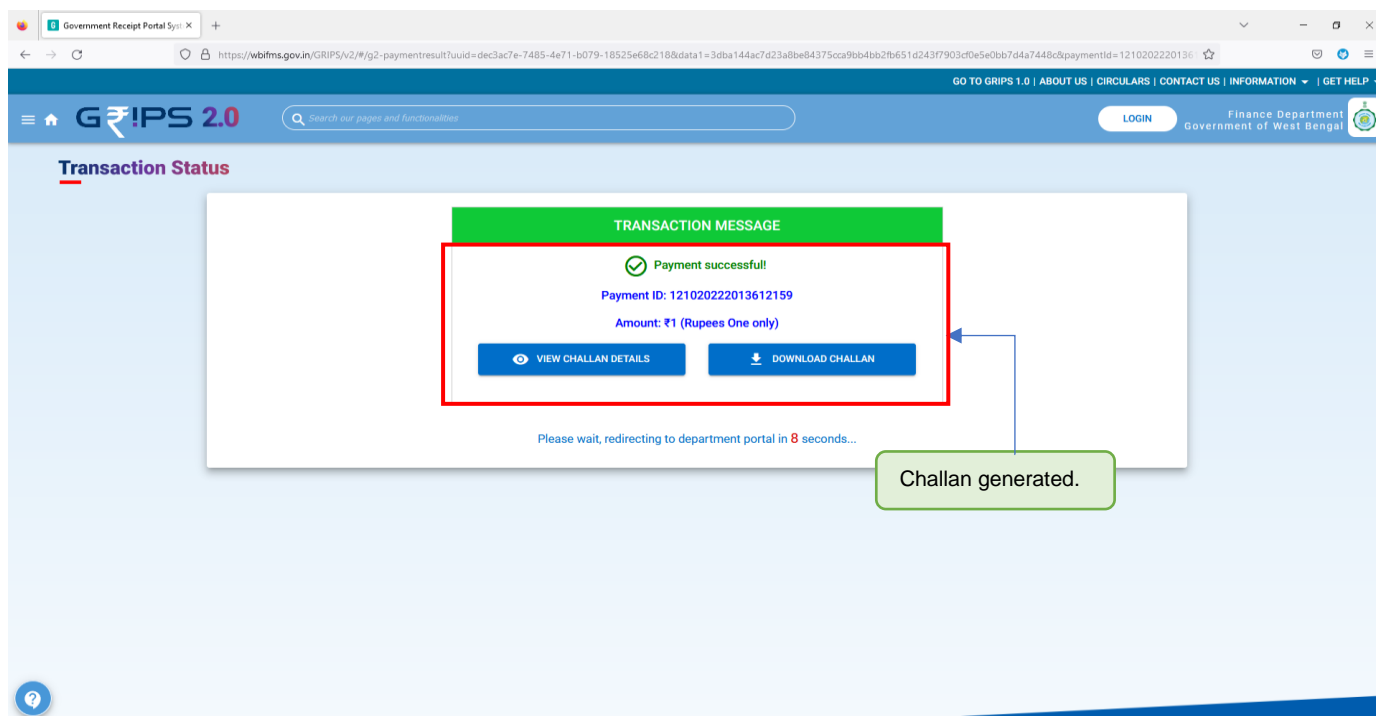 Government Receipt Portal Syst
https://wbifms.gov.in/GRIPS/v2/#/g2-paymentresult?uuid=dec3ac7e-7485-4e71-b079-18525e68c218&data1=3dba144ac7d23a8be84375cca9bb4bb2fb651d243f7903cf0e5e0bb7d4a7448c&paymentId=12102022201361
GO TO GRIPS 1.0 | ABOUT US | CIRCULARS | CONTACT US | INFORMATION | GET HELP
G₹!PS 2.0
Search our pages and functionalities
LOGIN
Finance Department
Government of West Bengal
Transaction Status
TRANSACTION MESSAGE
Payment successful!
Payment ID: 121020222013612159
Amount: ₹1 (Rupees One only)
VIEW CHALLAN DETAILS
DOWNLOAD CHALLAN
Please wait, redirecting to department portal in 8 seconds...
Challan generated.